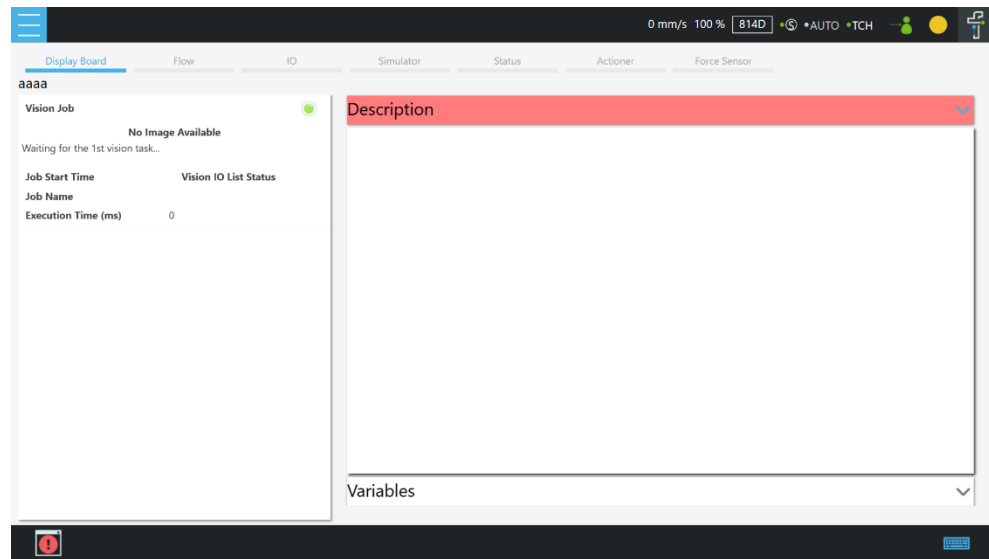 0 mm/s 100 % 814D Ⓢ AUTO TCH
Display Board Flow IO Simulator Status Actioner Force Sensor
aaaa
Vision Job
No Image Available
Waiting for the 1st vision task...
Job Start Time Vision IO List Status
Job Name
Execution Time (ms) 0
Description
Variables